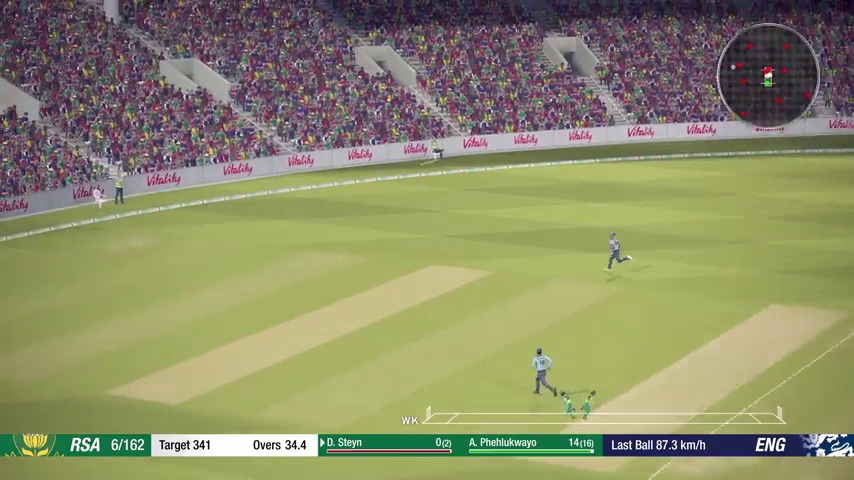 Vitality Vitality Vitality Vitality Vitality Vitality Vitality Vitality Vitality Vitality Vitality Vitality Vitality
WK
RSA 6/162 Target 341 Overs 34.4 D. Steyn 0(2) A. Phehlukwayo 14(16) Last Ball 87.3 km/h ENG